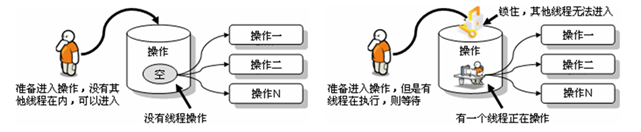 操作
空
操作一
操作二
操作N
准备进入操作，没有其
他线程在内，可以进入
没有线程操作
锁住，其他线程无法进入
操作
操作一
操作二
操作N
准备进入操作，但是有
线程在执行，则等待
有一个线程正在操作